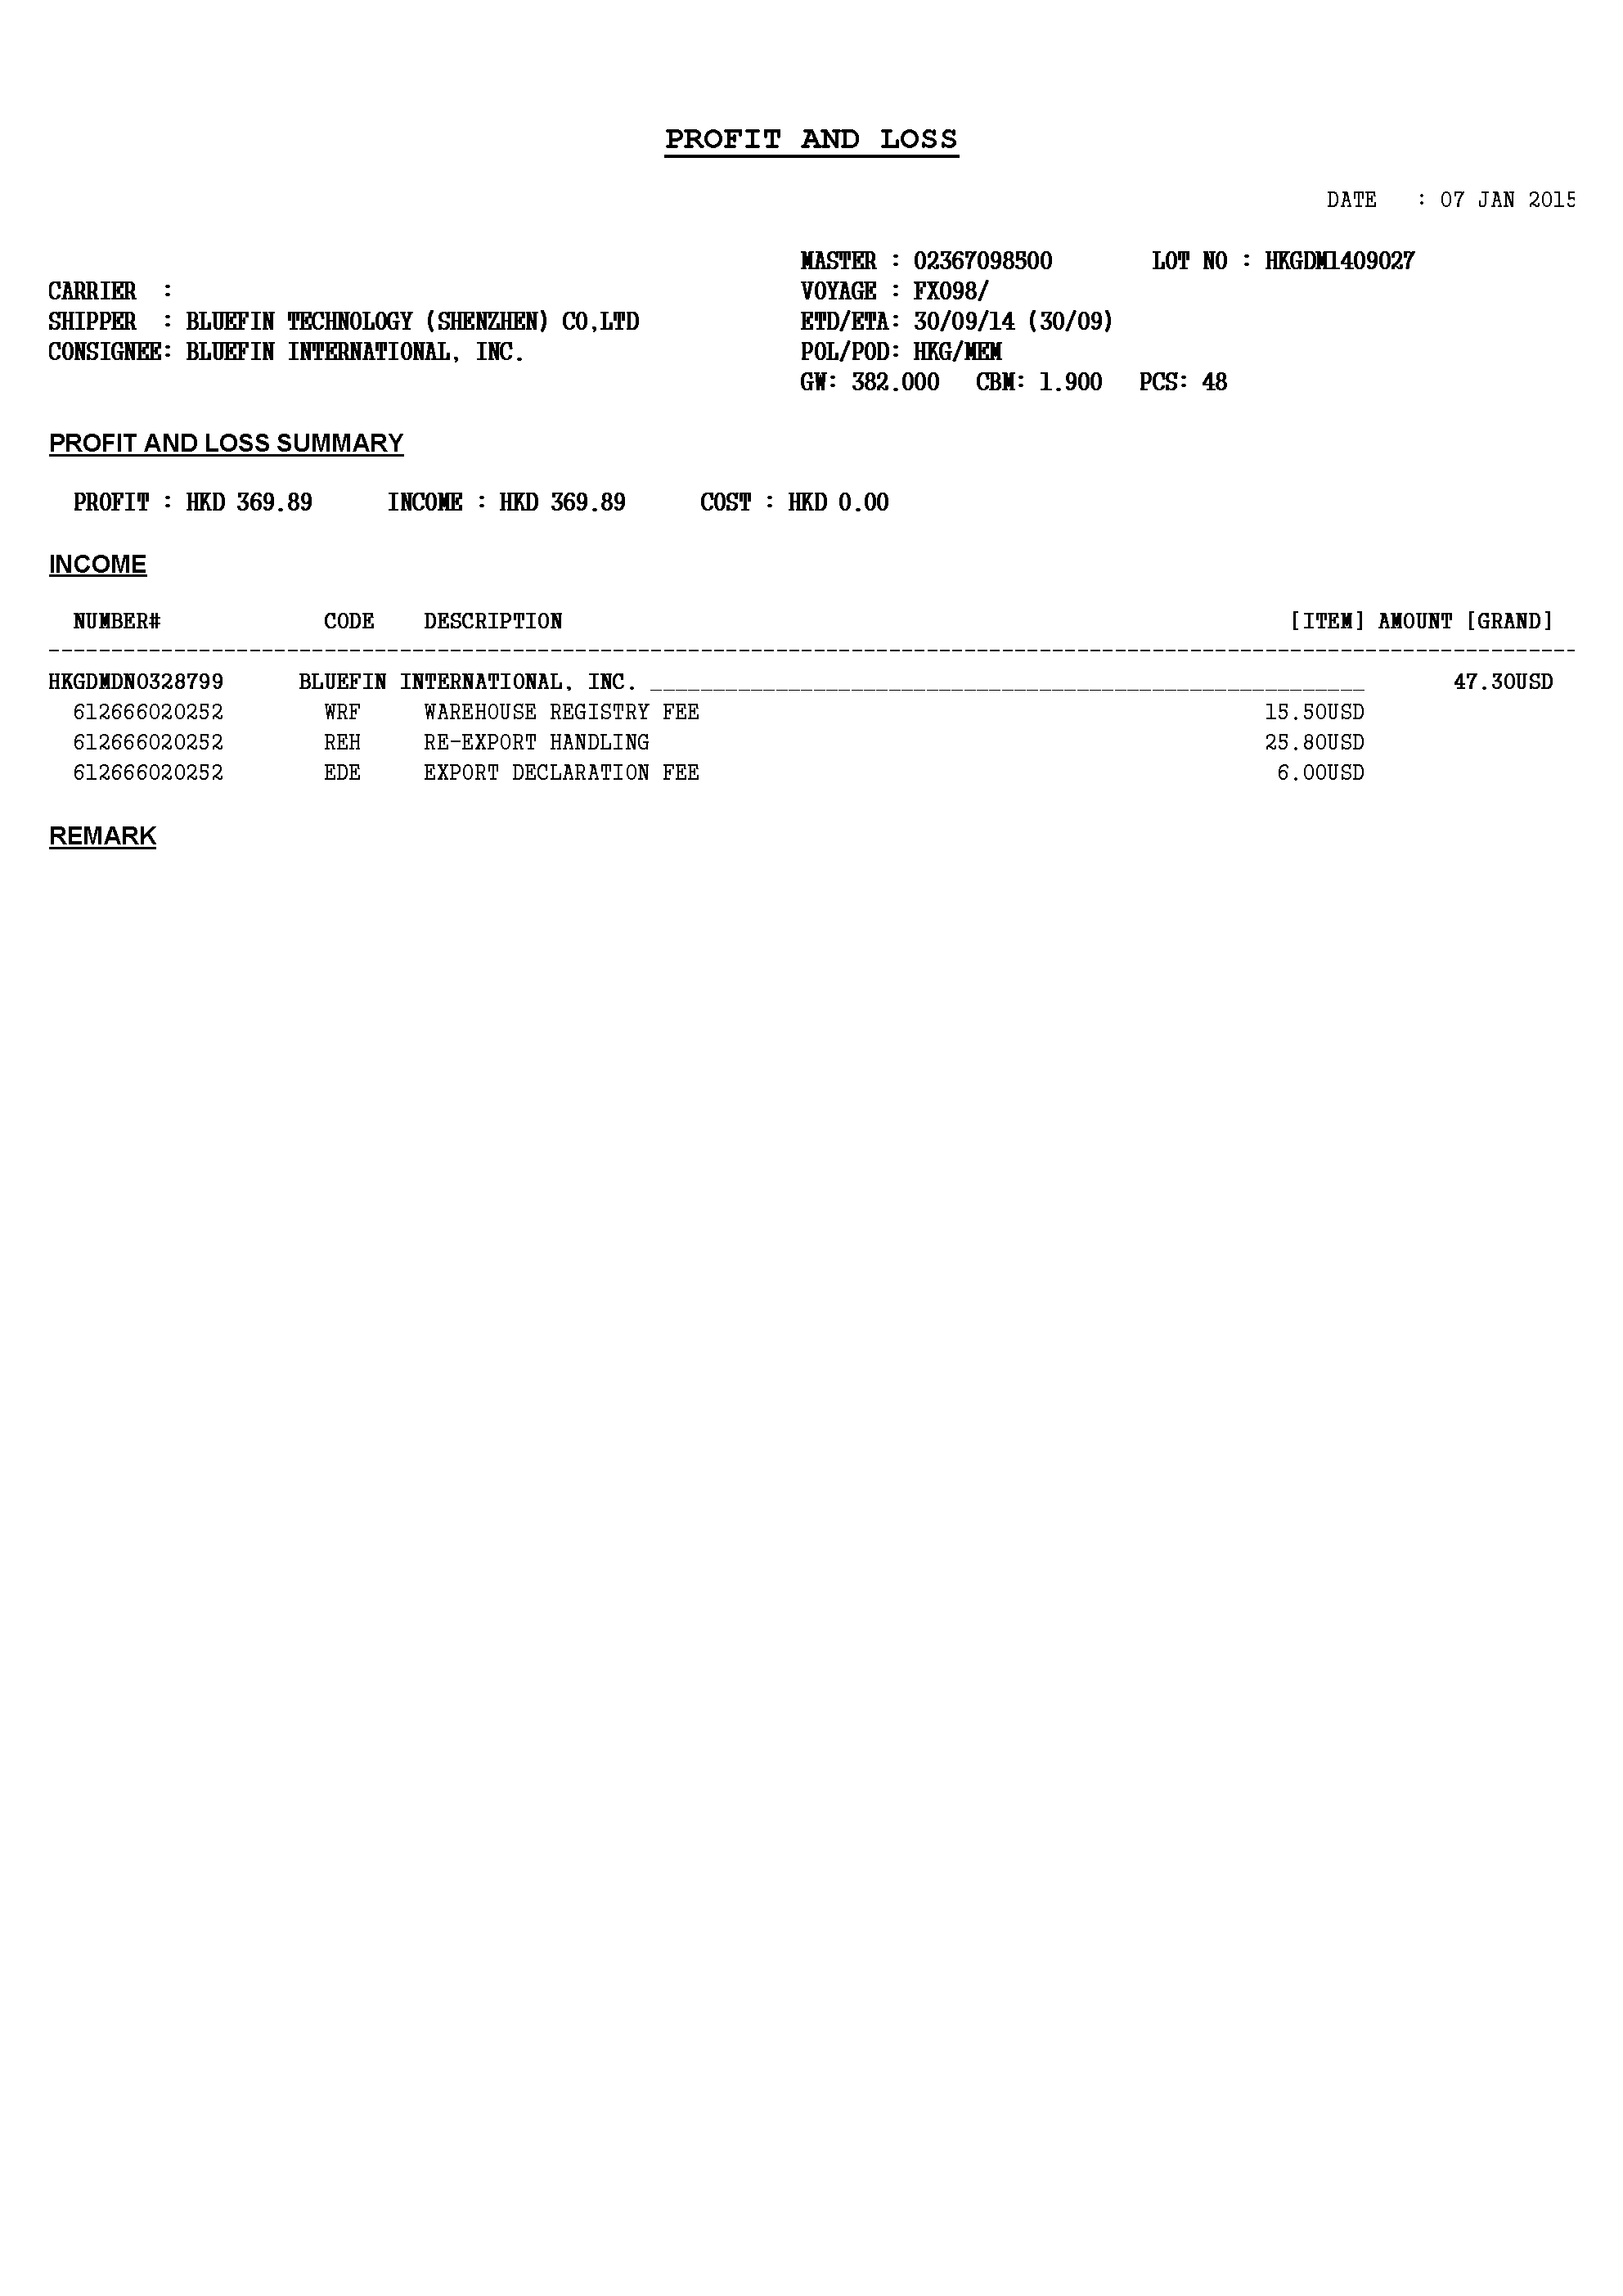 PROFIT AND LOSS
DATE : 07 JAN 2015
MASTER : 02367098500 LOT NO : HKGDM1409027
CARRIER : VOYAGE : FX098/
SHIPPER : BLUEFIN TECHNOLOGY (SHENZHEN) CO,LTD ETD/ETA: 30/09/14 (30/09)
CONSIGNEE: BLUEFIN INTERNATIONAL, INC. POL/POD: HKG/MEM
GW: 382.000 CBM: 1.900 PCS: 48
PROFIT AND LOSS SUMMARY
PROFIT : HKD 369.89 INCOME : HKD 369.89 COST : HKD 0.00
INCOME
NUMBER# CODE DESCRIPTION [ITEM] AMOUNT [GRAND]
HKGDMDN0328799 BLUEFIN INTERNATIONAL, INC. 47.30USD
612666020252 WRF WAREHOUSE REGISTRY FEE 15.50USD
612666020252 REH RE-EXPORT HANDLING 25.80USD
612666020252 EDE EXPORT DECLARATION FEE 6.00USD
REMARK